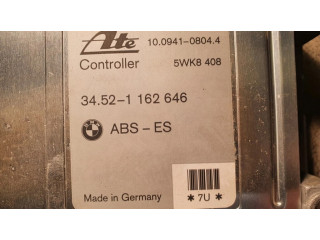 Ate 10.0941-0804.4
Controller 5WK8 408
34.52-1 162 646
BMW ABS - ES
Made in Germany * 7U *